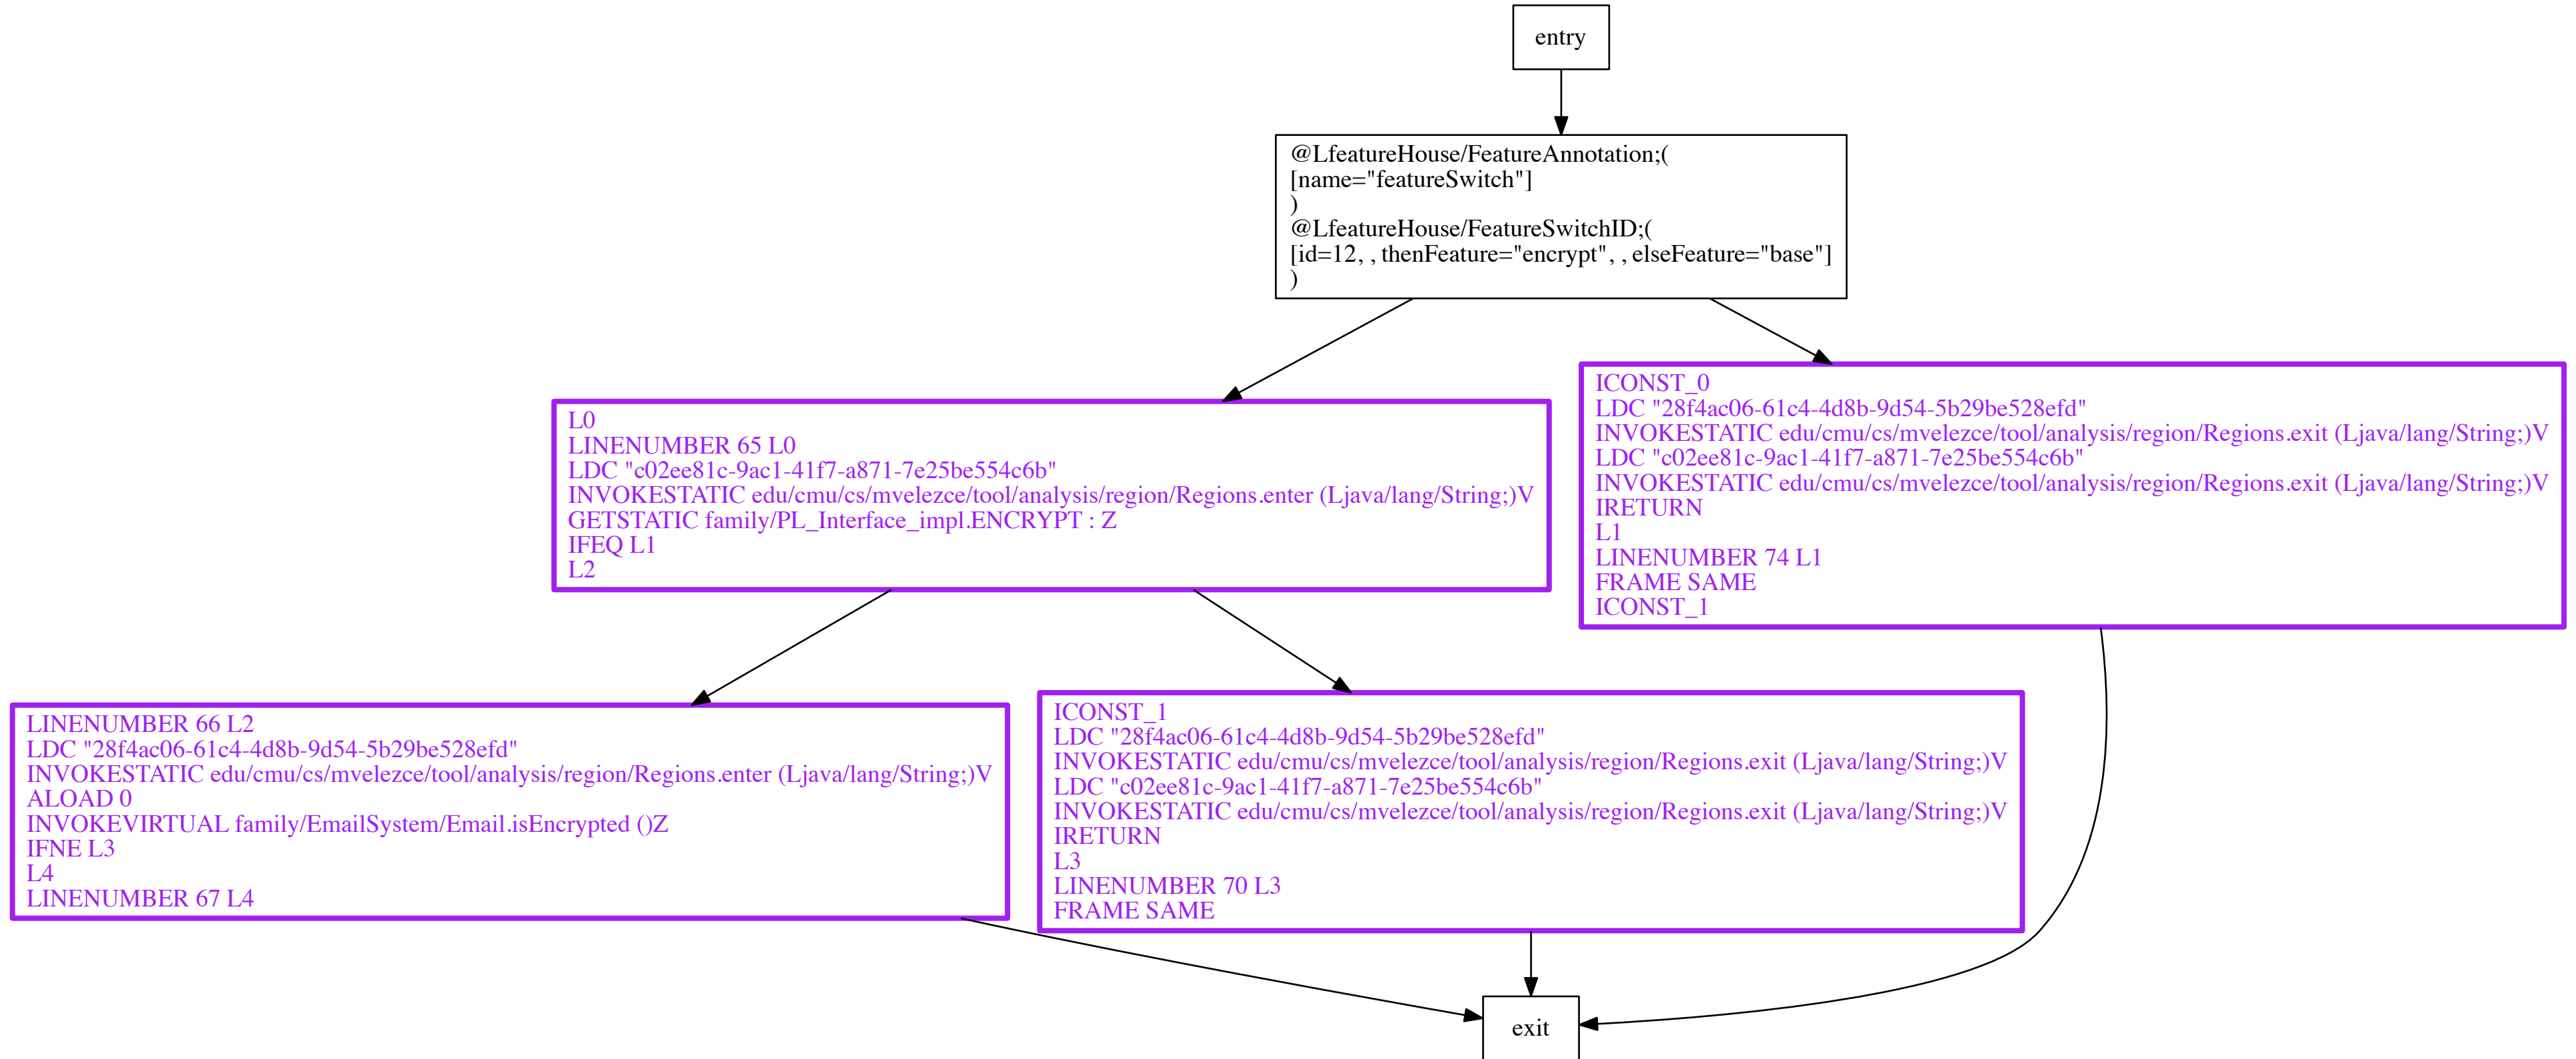 entry
@LfeatureHouse/FeatureAnnotation;(
[name="featureSwitch"]
)
@LfeatureHouse/FeatureSwitchID;(
[id=12, , thenFeature="encrypt", , elseFeature="base"]
)
L0
LINENUMBER 65 L0
LDC "c02ee81c-9ac1-41f7-a871-7e25be554c6b"
INVOKESTATIC edu/cmu/cs/mvelezce/tool/analysis/region/Regions.enter (Ljava/lang/String;)V
GETSTATIC family/PL_Interface_impl.ENCRYPT : Z
IFEQ L1
L2
ICONST_0
LDC "28f4ac06-61c4-4d8b-9d54-5b29be528efd"
INVOKESTATIC edu/cmu/cs/mvelezce/tool/analysis/region/Regions.exit (Ljava/lang/String;)V
LDC "c02ee81c-9ac1-41f7-a871-7e25be554c6b"
INVOKESTATIC edu/cmu/cs/mvelezce/tool/analysis/region/Regions.exit (Ljava/lang/String;)V
IRETURN
L1
LINENUMBER 74 L1
FRAME SAME
ICONST_1
LINENUMBER 66 L2
LDC "28f4ac06-61c4-4d8b-9d54-5b29be528efd"
INVOKESTATIC edu/cmu/cs/mvelezce/tool/analysis/region/Regions.enter (Ljava/lang/String;)V
ALOAD 0
INVOKEVIRTUAL family/EmailSystem/Email.isEncrypted ()Z
IFNE L3
L4
LINENUMBER 67 L4
ICONST_1
LDC "28f4ac06-61c4-4d8b-9d54-5b29be528efd"
INVOKESTATIC edu/cmu/cs/mvelezce/tool/analysis/region/Regions.exit (Ljava/lang/String;)V
LDC "c02ee81c-9ac1-41f7-a871-7e25be554c6b"
INVOKESTATIC edu/cmu/cs/mvelezce/tool/analysis/region/Regions.exit (Ljava/lang/String;)V
IRETURN
L3
LINENUMBER 70 L3
FRAME SAME
exit